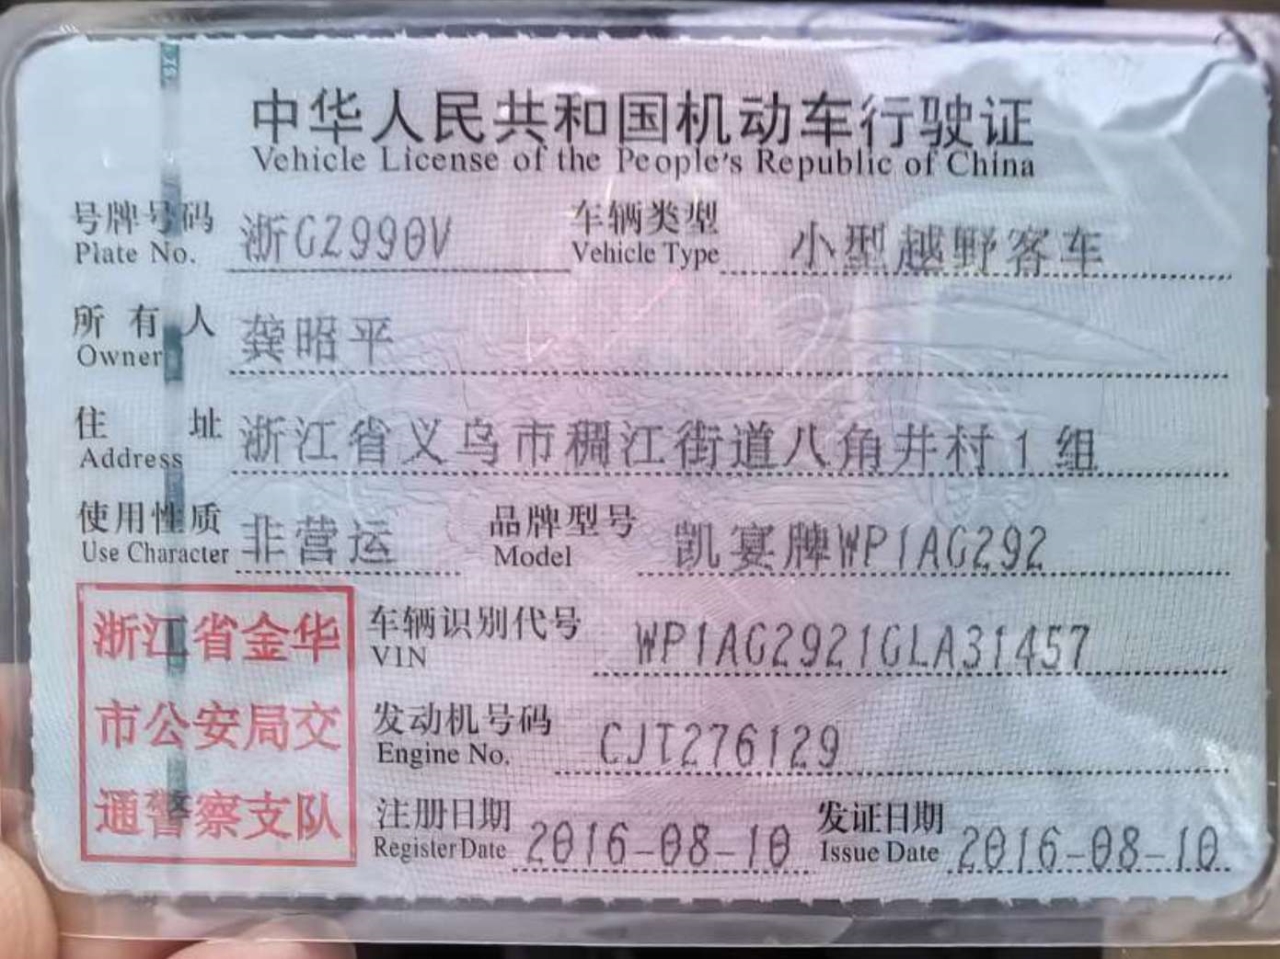 中华人民共和国机动车行驶证
Vehicle License of the People's Republic of China
号牌号码 浙GZ990V 车辆类型 小型越野客车
Plate No. Vehicle Type
所有人 龚昭平
Owner
住址 浙江省义乌市稠江街道八角井村1组
Address
使用性质 非营运 品牌型号 凯宴牌WP1AG292
Use Character Model
浙江省金华
市公安局交
通警察支队
车辆识别代号 WP1AG2921GLA31457
VIN
发动机号码 CJT276129
Engine No.
注册日期 2016-08-10 发证日期 2016-08-10
Register Date Issue Date